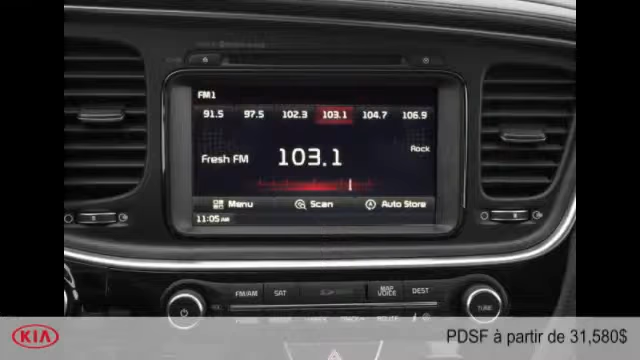 FM1
91.5 97.5 102.3 103.1 104.7 106.9
Fresh FM 103.1 Rock
Menu Scan Auto Store
11:05 AM
FM/AM SAT MAP VOICE DEST
TUNE
KIA PDSF à partir de 31,580$